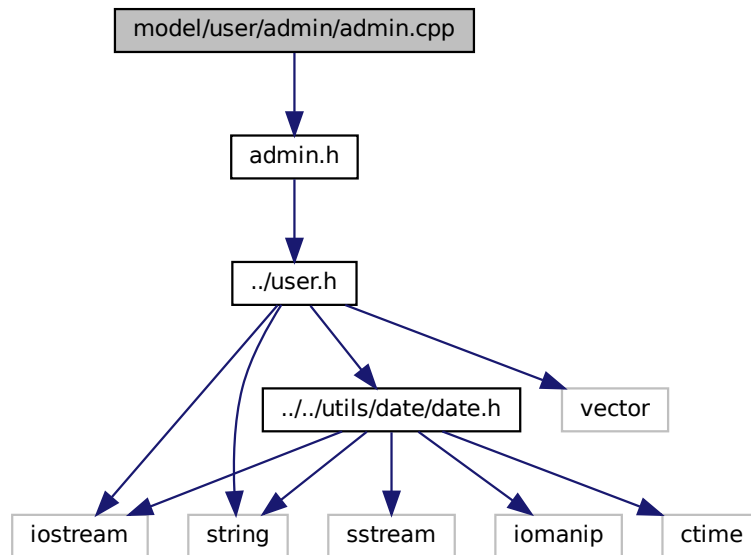 model/user/admin/admin.cpp
admin.h
../user.h
../../utils/date/date.h
vector
iostream
string
sstream
iomanip
ctime